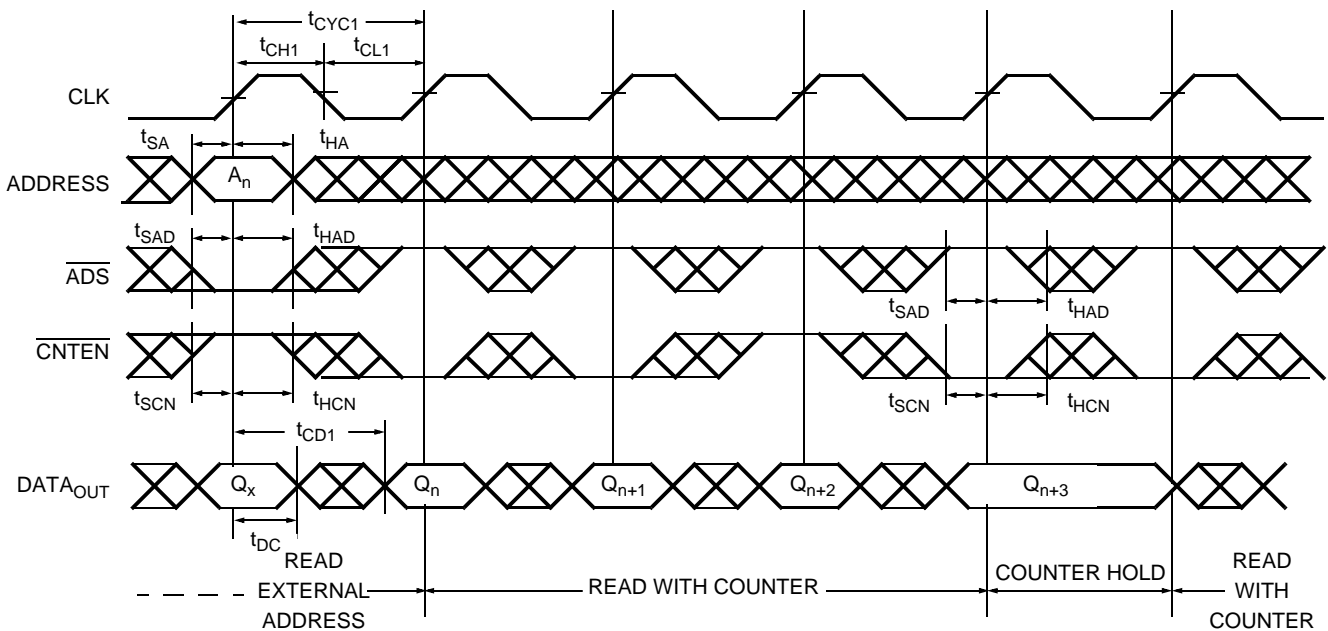 tCYC1
tCH1 tCL1
CLK
tSA tHA
ADDRESS An
tSAD tHAD
ADS
tSAD tHAD
CNTEN
tSCN tHCN tSCN tHCN
tCD1
DATAOUT Qx Qn Qn+1 Qn+2 Qn+3
tDC
READ
EXTERNAL
ADDRESS
READ WITH COUNTER
COUNTER HOLD
READ
WITH
COUNTER